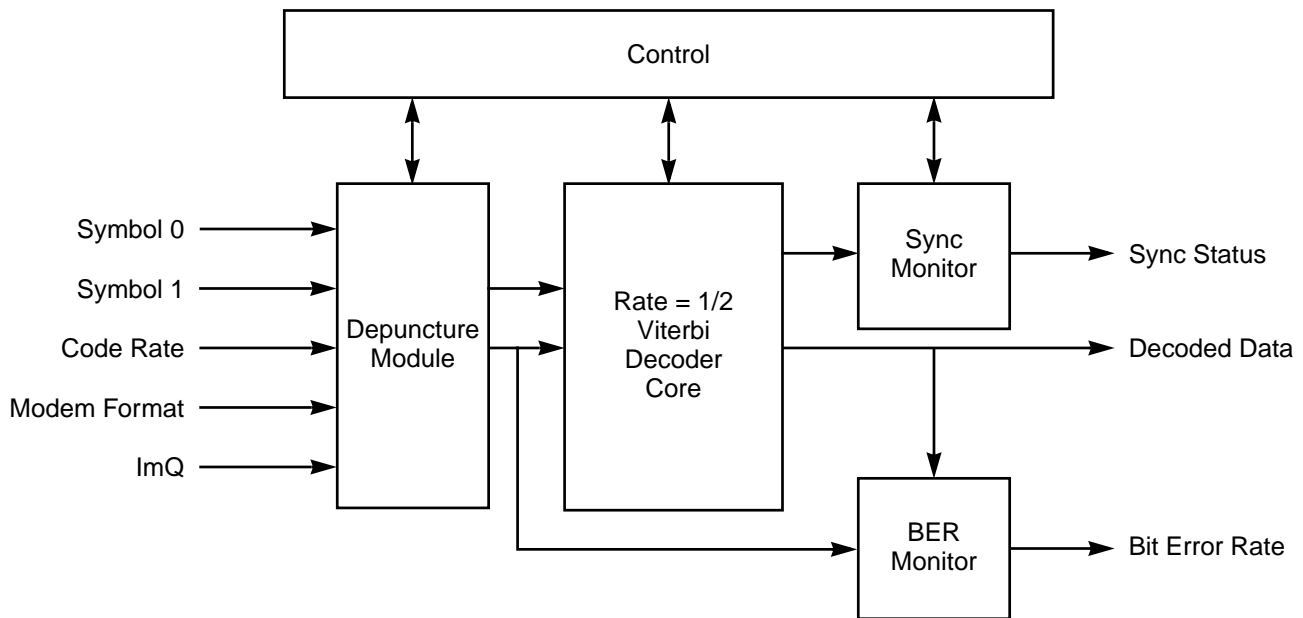 Control
Symbol 0
Symbol 1
Code Rate
Modem Format
ImQ
Depuncture
Module
Rate = 1/2
Viterbi
Decoder
Core
Sync
Monitor
Sync Status
Decoded Data
BER
Monitor
Bit Error Rate